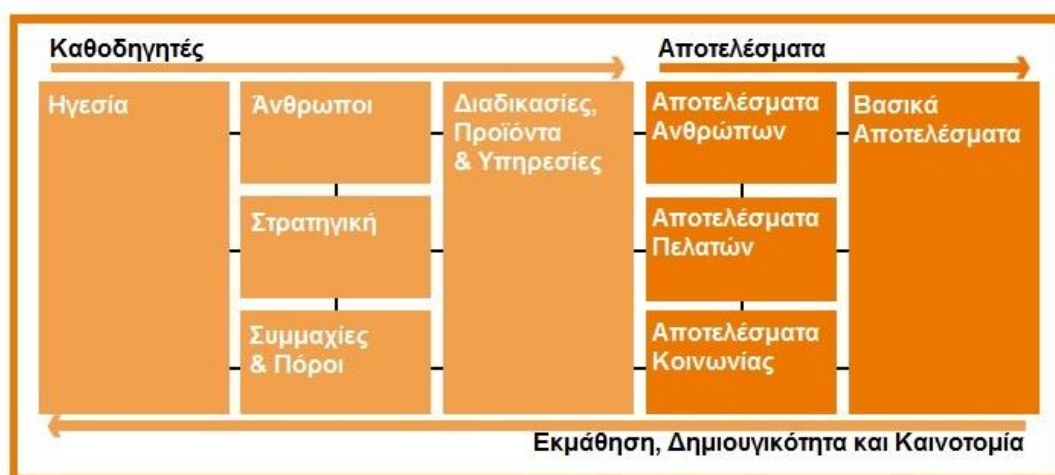 Καθοδηγητές
Αποτελέσματα
Ηγεσία
Άνθρωποι
Στρατηγική
Συμμαχίες
& Πόροι
Διαδικασίες,
Προϊόντα
& Υπηρεσίες
Αποτελέσματα
Ανθρώπων
Αποτελέσματα
Πελατών
Αποτελέσματα
Κοινωνίας
Βασικά
Αποτελέσματα
Εκμάθηση, Δημιουγικότητα και Καινοτομία